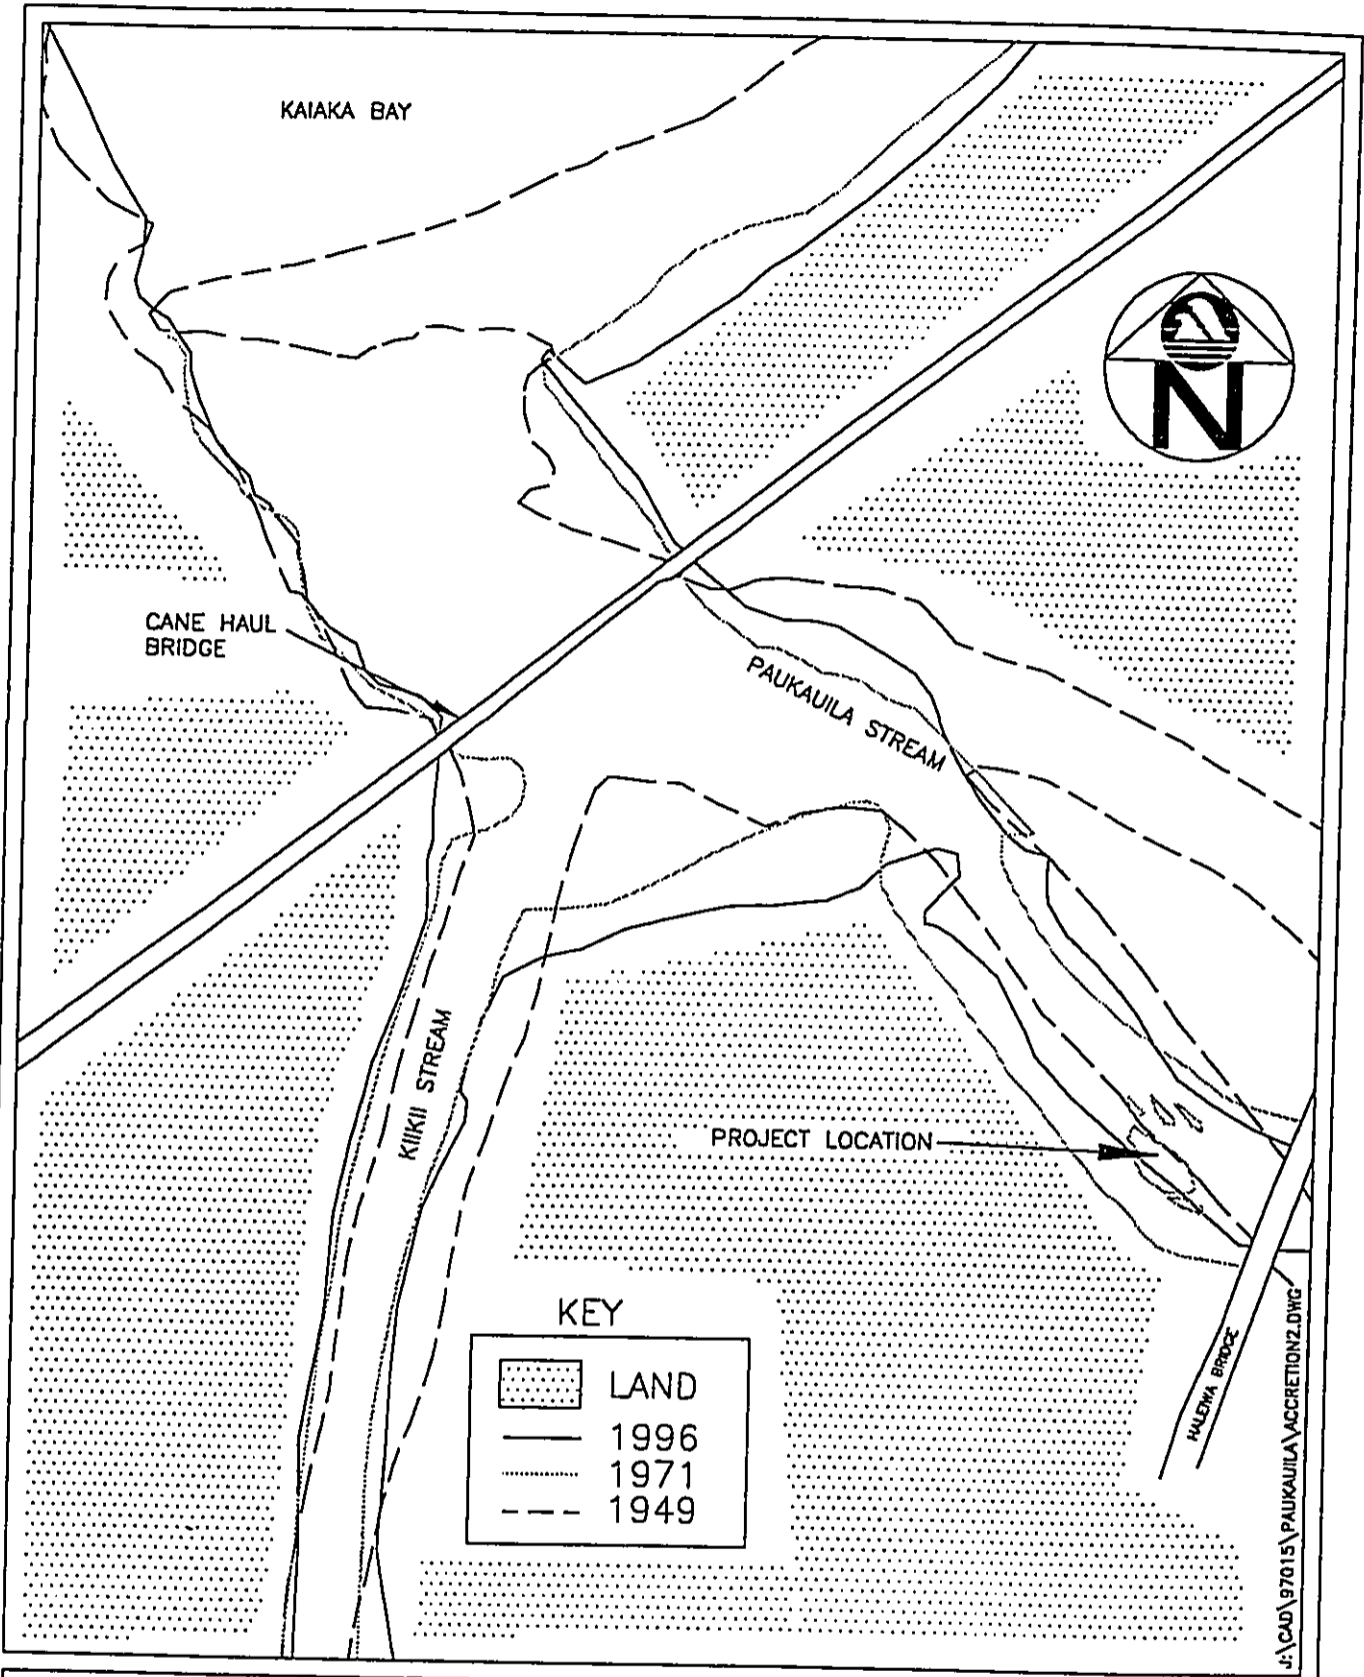 KAIAKA BAY
N
CANE HAUL
BRIDGE
PAUKAUILA STREAM
KIIKII STREAM
PROJECT LOCATION
KEY
LAND
1996
1971
1949
HALEIWA BRIDGE
J:\CAD\97015\PAUKAUILA\ACCRETION2.DWG